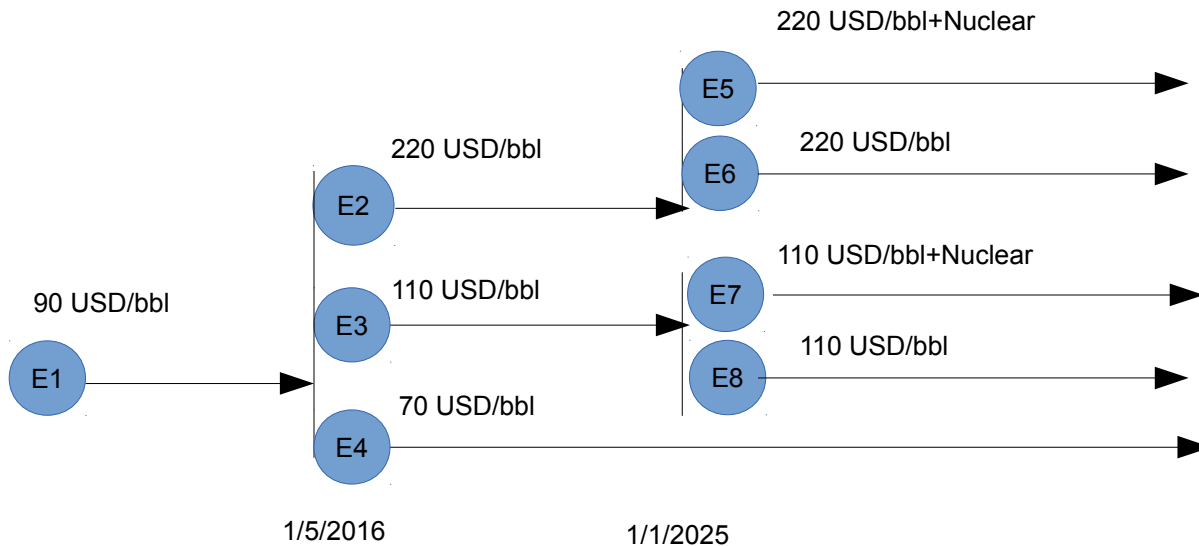 220 USD/bbl+Nuclear
E5
220 USD/bbl
220 USD/bbl
E6
E2
110 USD/bbl+Nuclear
110 USD/bbl
E7
90 USD/bbl
E3
110 USD/bbl
E1
E8
70 USD/bbl
E4
1/5/2016
1/1/2025